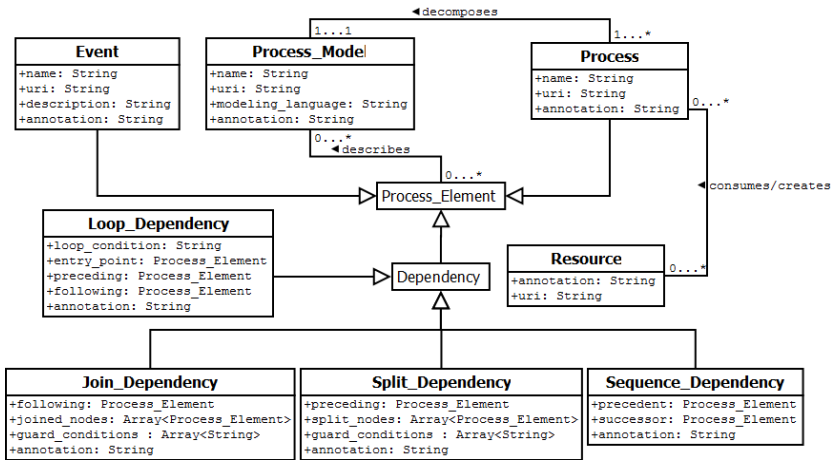 ◄decomposes
1...1
1...*
Event
+name: String
+uri: String
+description: String
+annotation: String
Process_Model
+name: String
+uri: String
+modeling_language: String
+annotation: String
Process
+name: String
+uri: String
+annotation: String
0...*
0...*
◄describes
0...*
Process_Element
◄consumes/creates
Loop_Dependency
+loop_condition: String
+entry_point: Process_Element
+preceding: Process_Element
+following: Process_Element
+annotation: String
Dependency
Resource
+annotation: String
+uri: String
0...*
Join_Dependency
+following: Process_Element
+joined_nodes: Array<Process_Element>
+guard_conditions : Array<String>
+annotation: String
Split_Dependency
+preceding: Process_Element
+split_nodes: Array<Process_Element>
+guard_conditions : Array<String>
+annotation: String
Sequence_Dependency
+precedent: Process_Element
+successor: Process_Element
+annotation: String